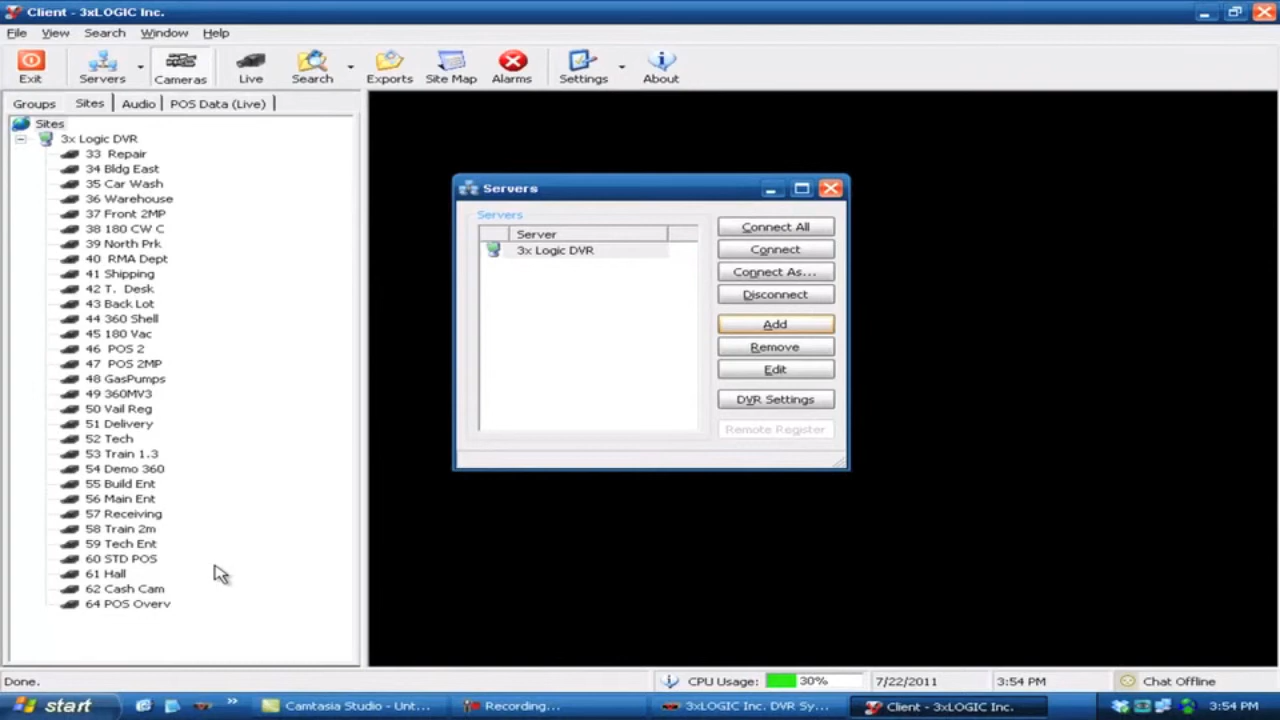 Client - 3xLOGIC Inc.
File View Search Window Help
Exit Servers Cameras Live Search Exports Site Map Alarms Settings About
Groups Sites Audio POS Data (Live)
Sites
3x Logic DVR
33 Repair
34 Bldg East
35 Car Wash
36 Warehouse
37 Front 2MP
38 180 CW C
39 North Prk
40 RMA Dept
41 Shipping
42 T. Desk
43 Back Lot
44 360 Shell
45 180 Vac
46 POS 2
47 POS 2MP
48 GasPumps
49 360MV3
50 Vail Reg
51 Delivery
52 Tech
53 Train 1.3
54 Demo 360
55 Build Ent
56 Main Ent
57 Receiving
58 Train 2m
59 Tech Ent
60 STD POS
61 Hall
62 Cash Cam
64 POS Overv
Servers
Servers
Server
3x Logic DVR
Connect All
Connect
Connect As...
Disconnect
Add
Remove
Edit
DVR Settings
Remote Register
Done. CPU Usage: 30% 7/22/2011 3:54 PM Chat Offline
start Camtasia Studio - Unt... Recording... 3xLOGIC Inc. DVR Sy... Client - 3xLOGIC Inc. 3:54 PM